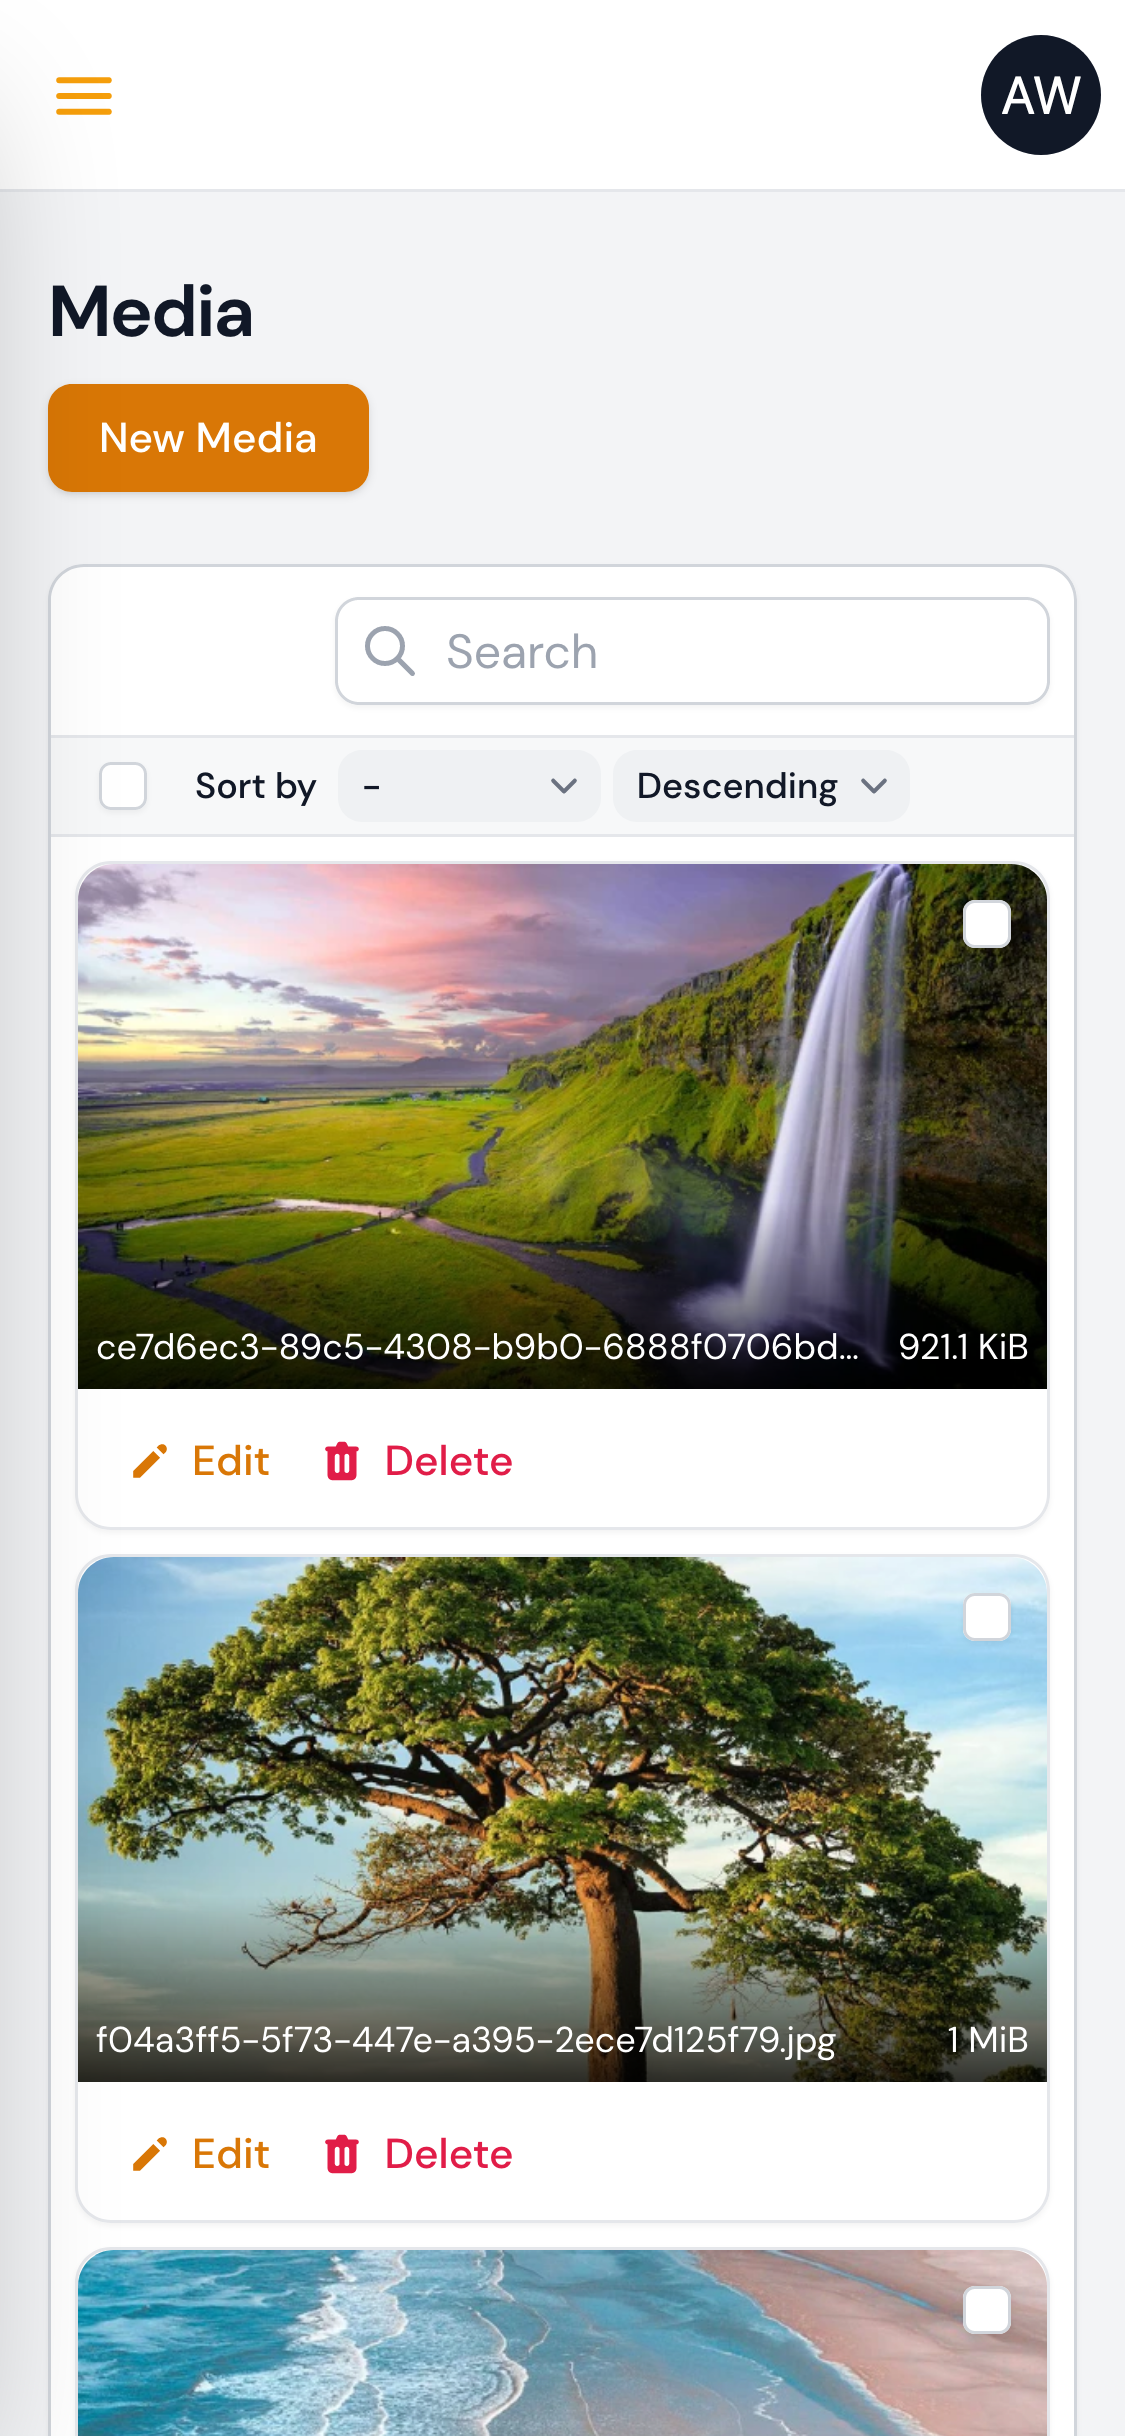 AW
Media
New Media
Search
Sort by - Descending
ce7d6ec3-89c5-4308-b9b0-6888f0706bd... 921.1 KiB
Edit Delete
f04a3ff5-5f73-447e-a395-2ece7d125f79.jpg 1 MiB
Edit Delete